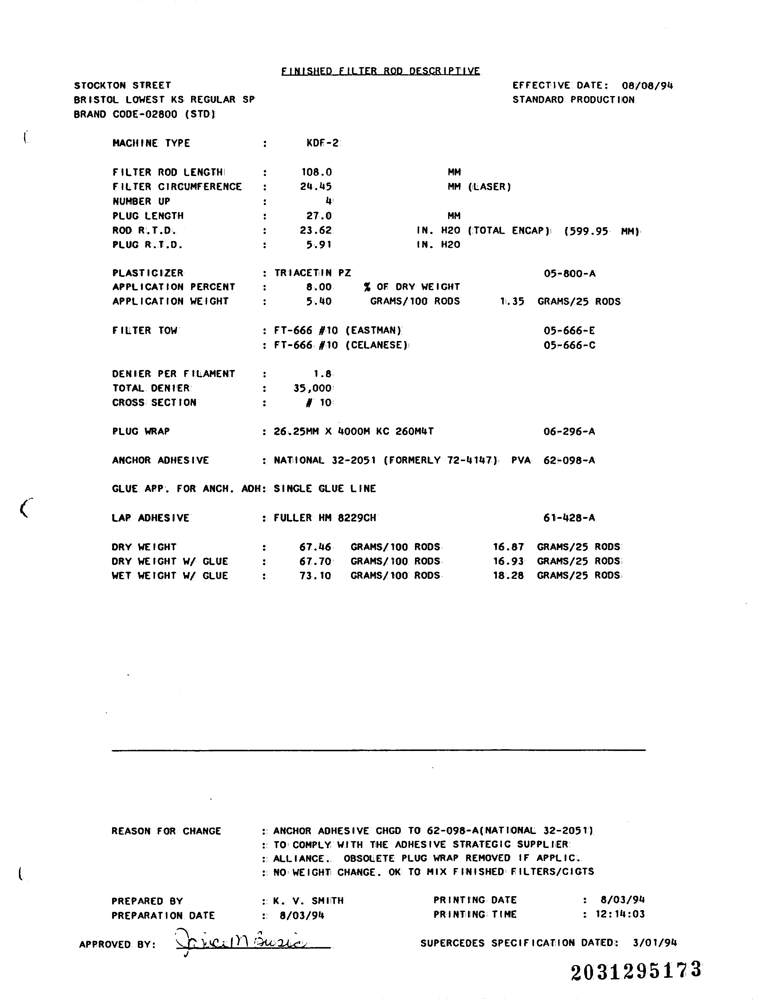 FINISHED FILTER ROD DESCRIPTIVE
STOCKTON STREET EFFECTIVE DATE: 08/08/94
BRISTOL LOWEST KS REGULAR SP STANDARD PRODUCTION
BRAND CODE-02800 (STD)
MACHINE TYPE : KDF-2
FILTER ROD LENGTH : 108.0 MM
FILTER CIRCUMFERENCE : 24.45 MM (LASER)
NUMBER UP : 4
PLUG LENGTH : 27.0 MM
ROD R.T.D. : 23.62 IN. H2O (TOTAL ENCAP) (599.95 MM)
PLUG R.T.D. : 5.91 IN. H2O
PLASTICIZER : TRIACETIN PZ 05-800-A
APPLICATION PERCENT : 8.00 % OF DRY WEIGHT
APPLICATION WEIGHT : 5.40 GRAMS/100 RODS 1.35 GRAMS/25 RODS
FILTER TOW : FT-666 #10 (EASTMAN) 05-666-E
: FT-666 #10 (CELANESE) 05-666-C
DENIER PER FILAMENT : 1.8
TOTAL DENIER : 35,000
CROSS SECTION : # 10
PLUG WRAP : 26.25MM X 4000M KC 260M4T 06-296-A
ANCHOR ADHESIVE : NATIONAL 32-2051 (FORMERLY 72-4147) PVA 62-098-A
GLUE APP. FOR ANCH. ADH: SINGLE GLUE LINE
LAP ADHESIVE : FULLER HM 8229CH 61-428-A
DRY WEIGHT : 67.46 GRAMS/100 RODS 16.87 GRAMS/25 RODS
DRY WEIGHT W/ GLUE : 67.70 GRAMS/100 RODS 16.93 GRAMS/25 RODS
WET WEIGHT W/ GLUE : 73.10 GRAMS/100 RODS 18.28 GRAMS/25 RODS
REASON FOR CHANGE : ANCHOR ADHESIVE CHGD TO 62-098-A(NATIONAL 32-2051)
: TO COMPLY WITH THE ADHESIVE STRATEGIC SUPPLIER
: ALLIANCE. OBSOLETE PLUG WRAP REMOVED IF APPLIC.
: NO WEIGHT CHANGE. OK TO MIX FINISHED FILTERS/CIGTS
PREPARED BY : K. V. SMITH PRINTING DATE : 8/03/94
PREPARATION DATE : 8/03/94 PRINTING TIME : 12:14:03
APPROVED BY: SUPERCEDES SPECIFICATION DATED: 3/01/94
2031295173